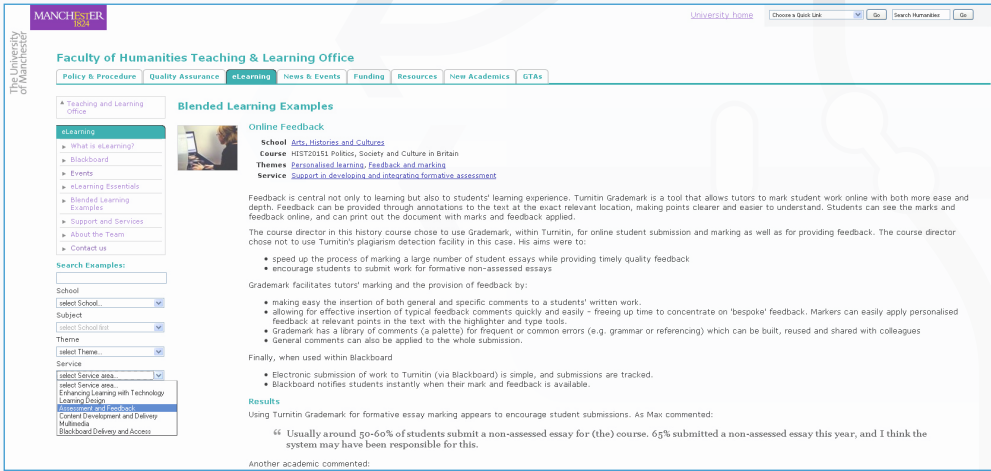 MANCHESTER
1824
The University
of Manchester
University home
Choose a Quick Link
Go
Search Humanities
Go
Faculty of Humanities Teaching & Learning Office
Policy & Procedure
Quality Assurance
eLearning
News & Events
Funding
Resources
New Academics
GTAs
Teaching and Learning
Office
eLearning
What is eLearning?
Blackboard
Events
eLearning Essentials
Blended Learning
Examples
Support and Services
About the Team
Contact us
Search Examples:
School
select School...
Subject
select School first
Theme
select Theme...
Service
select Service area...
select Service area...
Enhancing Learning with Technology
Learning Design
Assessment and Feedback
Content Development and Delivery
Multimedia
Blackboard Delivery and Access
Blended Learning Examples
Online Feedback
School Arts, Histories and Cultures
Course HIST20151 Politics, Society and Culture in Britain
Themes Personalised learning, Feedback and marking
Service Support in developing and integrating formative assessment
Feedback is central not only to learning but also to students' learning experience. Turnitin Grademark is a tool that allows tutors to mark student work online with both more ease and
depth. Feedback can be provided through annotations to the text at the exact relevant location, making points clearer and easier to understand. Students can see the marks and
feedback online, and can print out the document with marks and feedback applied.
The course director in this history course chose to use Grademark, within Turnitin, for online student submission and marking as well as for providing feedback. The course director
chose not to use Turnitin's plagiarism detection facility in this case. His aims were to:
• speed up the process of marking a large number of student essays while providing timely quality feedback
• encourage students to submit work for formative non-assessed essays
Grademark facilitates tutors' marking and the provision of feedback by:
• making easy the insertion of both general and specific comments to a students' written work.
• allowing for effective insertion of typical feedback comments quickly and easily - freeing up time to concentrate on 'bespoke' feedback. Markers can easily apply personalised
feedback at relevant points in the text with the highlighter and type tools.
• Grademark has a library of comments (a palette) for frequent or common errors (e.g. grammar or referencing) which can be built, reused and shared with colleagues
• General comments can also be applied to the whole submission.
Finally, when used within Blackboard
• Electronic submission of work to Turnitin (via Blackboard) is simple, and submissions are tracked.
• Blackboard notifies students instantly when their mark and feedback is available.
Results
Using Turnitin Grademark for formative essay marking appears to encourage student submissions. As Max commented:
“ Usually around 50-60% of students submit a non-assessed essay for (the) course. 65% submitted a non-assessed essay this year, and I think the
system may have been responsible for this.
Another academic commented: